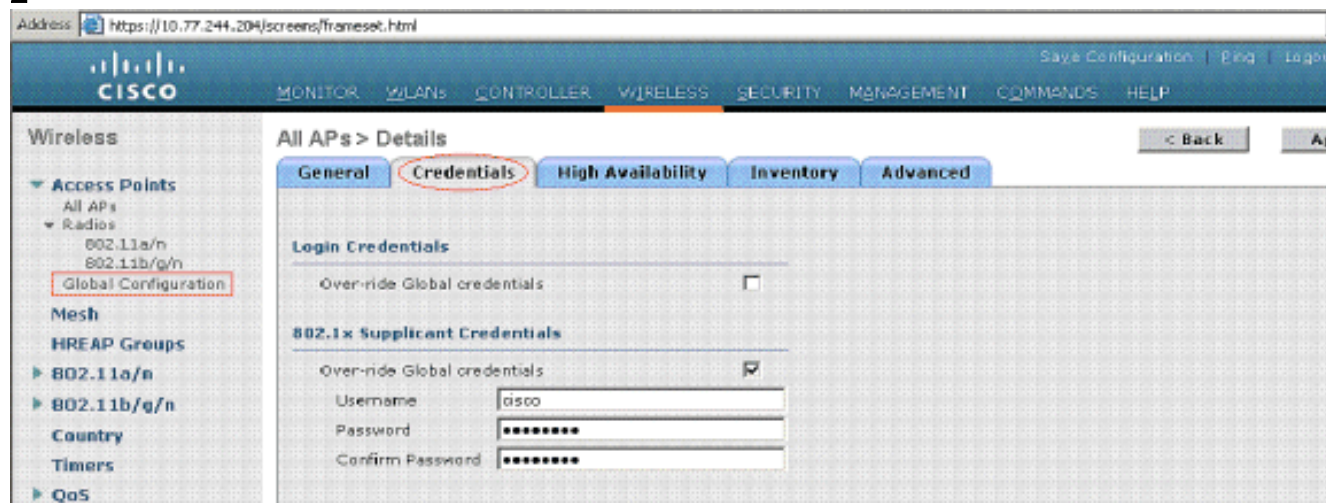 Address https://10.77.244.204/screens/frameset.html
Save Configuration | Ping | Logou
CISCO
MONITOR WLANs CONTROLLER WIRELESS SECURITY MANAGEMENT COMMANDS HELP
Wireless
All APs > Details
< Back
Ap
General Credentials High Availability Inventory Advanced
Access Points
All APs
Radios
802.11a/n
802.11b/g/n
Global Configuration
Mesh
HREAP Groups
802.11a/n
802.11b/g/n
Country
Timers
QoS
Login Credentials
Over-ride Global credentials
802.1x Supplicant Credentials
Over-ride Global credentials
Username cisco
Password ••••••••
Confirm Password ••••••••